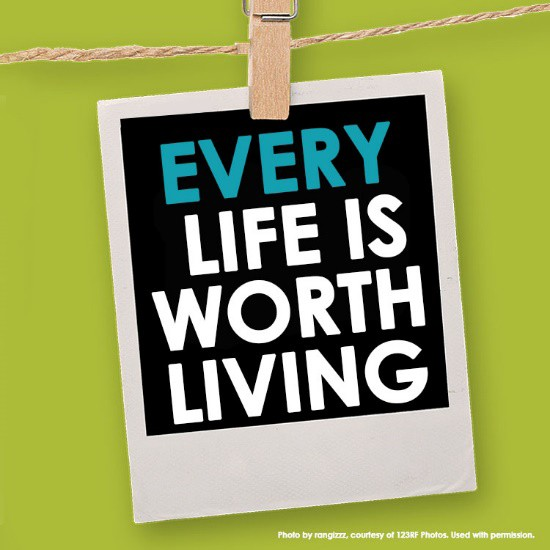 EVERY
LIFE IS
WORTH
LIVING
Photo by rangizzz, courtesy of 123RF Photos. Used with permission.